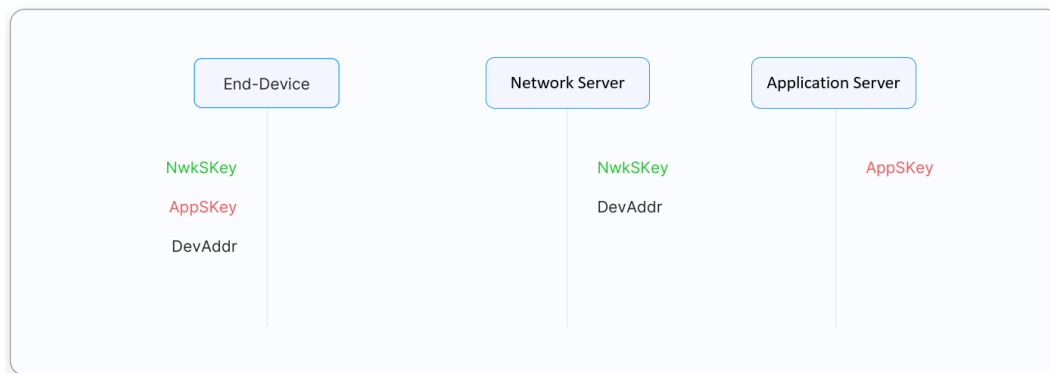 End-Device
Network Server
Application Server
NwkSKey
NwkSKey
AppSKey
AppSKey
DevAddr
DevAddr